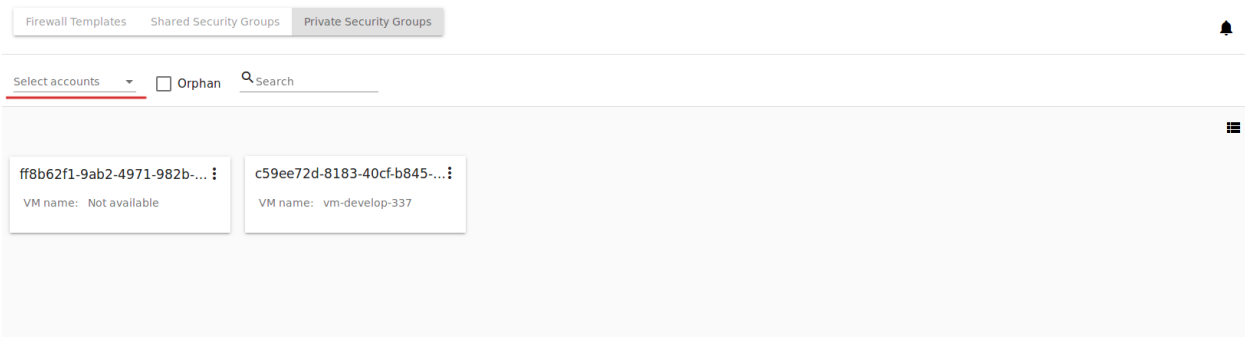 Firewall Templates Shared Security Groups Private Security Groups
Select accounts Orphan Search
ff8b62f1-9ab2-4971-982b-... c59ee72d-8183-40cf-b845-...
VM name: Not available VM name: vm-develop-337